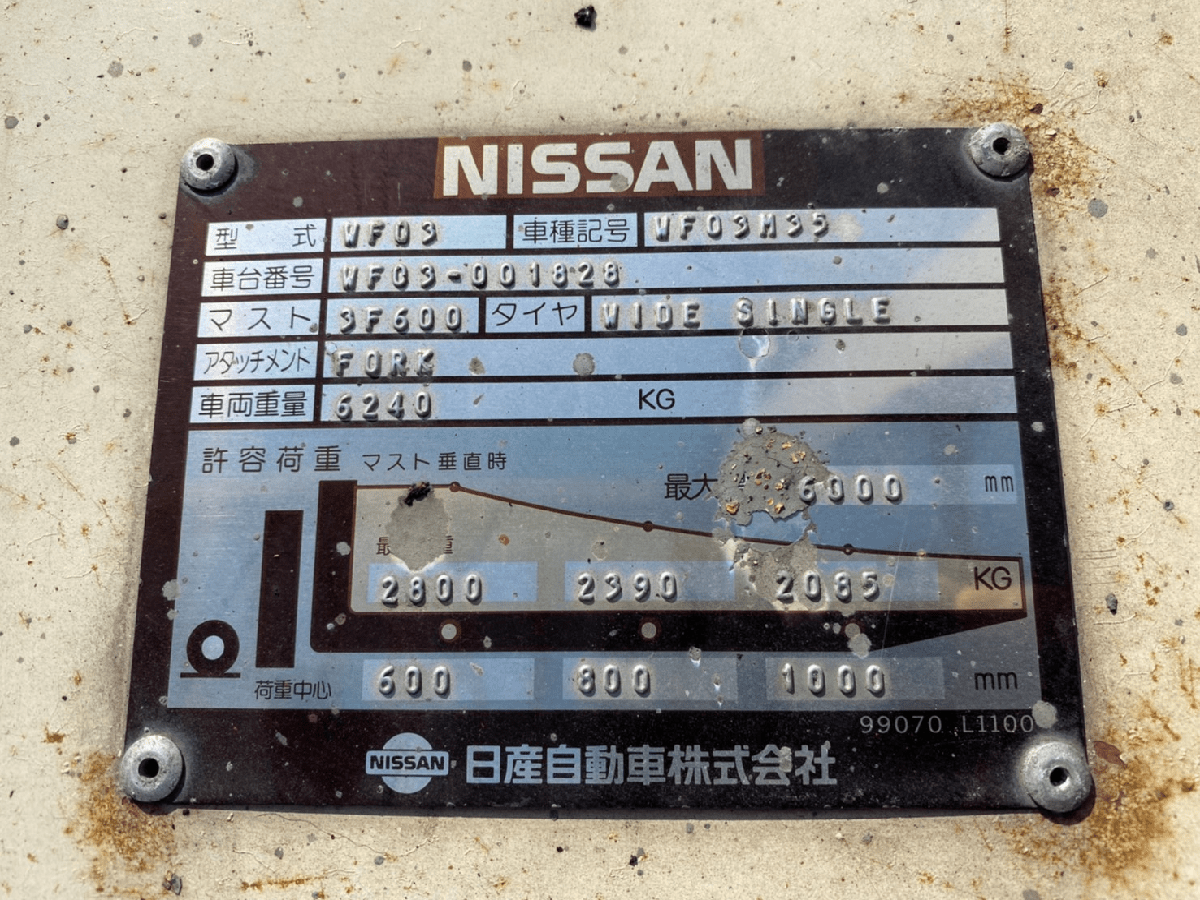 NISSAN
型式 WF03 車種記号 WF03M35
車台番号 WF03-001828
マスト 3F600 タイヤ WIDE SINGLE
アタッチメント FORK
車両重量 6240 KG
許容荷重 マスト垂直時
最大 6000 mm
最 重
2800 2390 2085 KG
荷重中心 600 800 1000 mm
99070 L1100
NISSAN 日産自動車株式会社